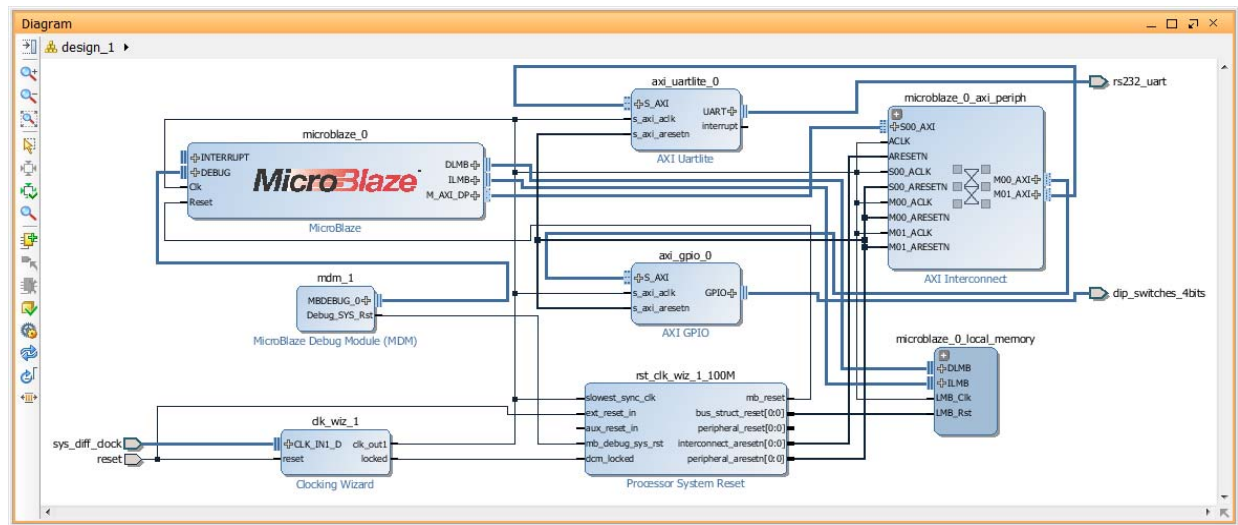 Diagram
design_1
axi_uartlite_0
S_AXI
s_axi_aclk
s_axi_aresetn
UART
interrupt
AXI Uartlite
rs232_uart
microblaze_0_axi_periph
S00_AXI
ACLK
ARESETN
S00_ACLK
S00_ARESETN
M00_ACLK
M00_ARESETN
M01_ACLK
M01_ARESETN
M00_AXI
M01_AXI
AXI Interconnect
microblaze_0
INTERRUPT
DEBUG
Clk
Reset
MicroBlaze
DLMB
ILMB
M_AXI_DP
MicroBlaze
mdm_1
MBDEBUG_0
Debug_SYS_Rst
MicroBlaze Debug Module (MDM)
axi_gpio_0
S_AXI
s_axi_aclk
s_axi_aresetn
GPIO
AXI GPIO
dip_switches_4bits
microblaze_0_local_memory
DLMB
ILMB
LMB_Clk
LMB_Rst
rst_clk_wiz_1_100M
slowest_sync_clk
ext_reset_in
aux_reset_in
mb_debug_sys_rst
dcm_locked
mb_reset
bus_struct_reset[0:0]
peripheral_reset[0:0]
interconnect_aresetn[0:0]
peripheral_aresetn[0:0]
Processor System Reset
sys_diff_clock
reset
clk_wiz_1
CLK_IN1_D
reset
clk_out1
locked
Clocking Wizard